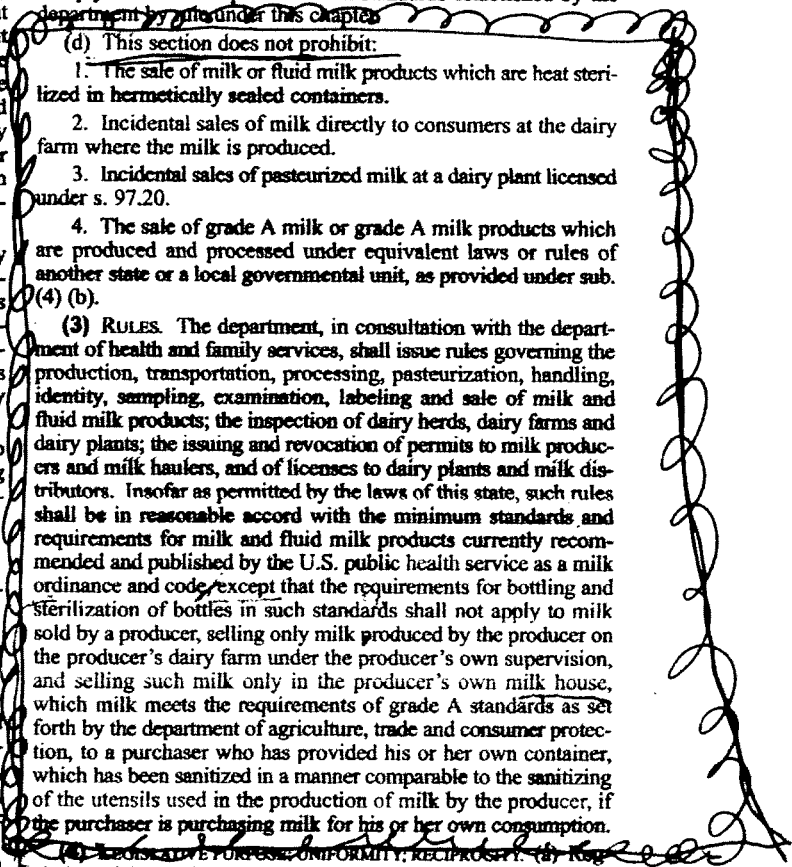 department by rule under this chapter.
(d) This section does not prohibit:
1. The sale of milk or fluid milk products which are heat steri-
lized in hermetically sealed containers.
2. Incidental sales of milk directly to consumers at the dairy
farm where the milk is produced.
3. Incidental sales of pasteurized milk at a dairy plant licensed
under s. 97.20.
4. The sale of grade A milk or grade A milk products which
are produced and processed under equivalent laws or rules of
another state or a local governmental unit, as provided under sub.
(4) (b).
(3) RULES. The department, in consultation with the depart-
ment of health and family services, shall issue rules governing the
production, transportation, processing, pasteurization, handling,
identity, sampling, examination, labeling and sale of milk and
fluid milk products; the inspection of dairy herds, dairy farms and
dairy plants; the issuing and revocation of permits to milk produc-
ers and milk haulers, and of licenses to dairy plants and milk dis-
tributors. Insofar as permitted by the laws of this state, such rules
shall be in reasonable accord with the minimum standards and
requirements for milk and fluid milk products currently recom-
mended and published by the U.S. public health service as a milk
ordinance and code, except that the requirements for bottling and
sterilization of bottles in such standards shall not apply to milk
sold by a producer, selling only milk produced by the producer on
the producer's dairy farm under the producer's own supervision,
and selling such milk only in the producer's own milk house,
which milk meets the requirements of grade A standards as set
forth by the department of agriculture, trade and consumer protec-
tion, to a purchaser who has provided his or her own container,
which has been sanitized in a manner comparable to the sanitizing
of the utensils used in the production of milk by the producer, if
the purchaser is purchasing milk for his or her own consumption.
(4) LEGISLATIVE PURPOSE; UNIFORMITY; RECIPROCITY. (a) Reg-